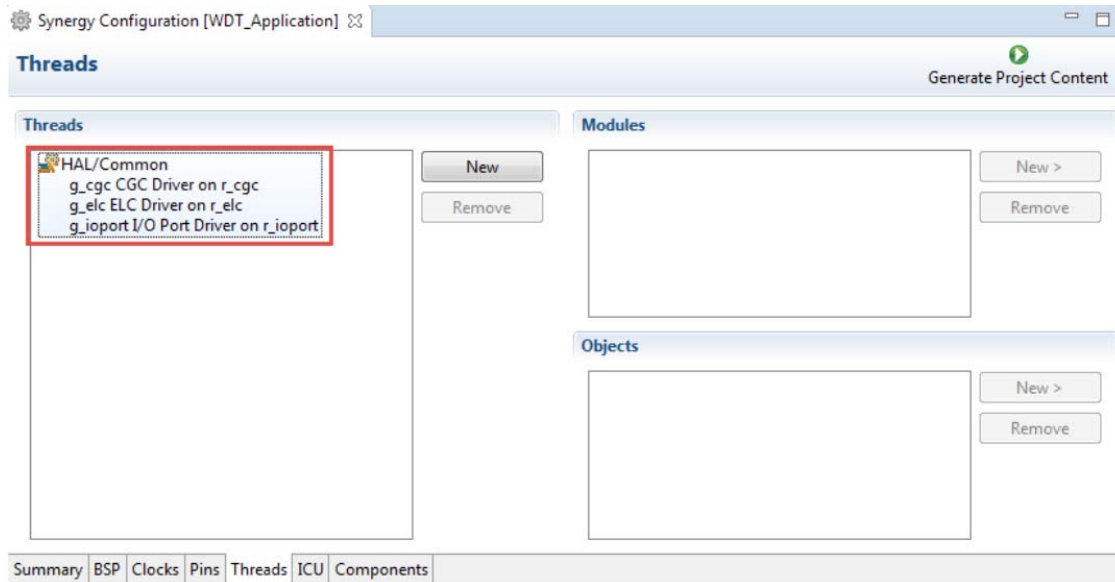 Synergy Configuration [WDT_Application]
Threads
Generate Project Content
Threads
HAL/Common
g_cgc CGC Driver on r_cgc
g_elc ELC Driver on r_elc
g_ioport I/O Port Driver on r_ioport
New
Remove
Modules
New >
Remove
Objects
New >
Remove
Summary BSP Clocks Pins Threads ICU Components